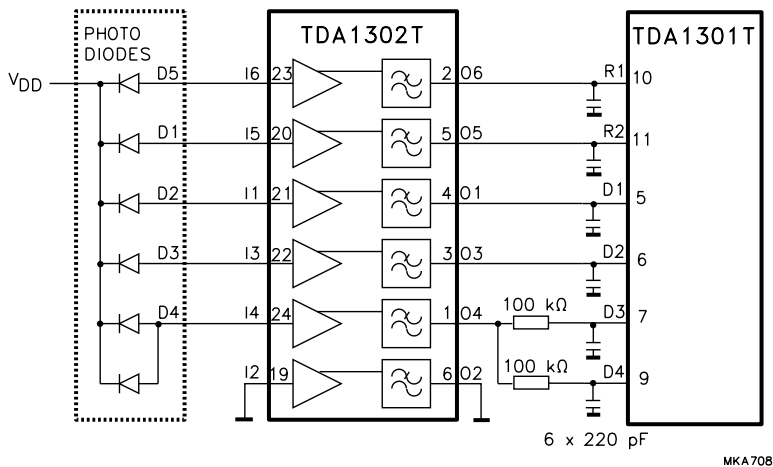 PHOTO
DIODES
TDA1302T
TDA1301T
VDD
D5 I6 23 2 O6 R1 10
D1 I5 20 5 O5 R2 11
D2 I1 21 4 O1 D1 5
D3 I3 22 3 O3 D2 6
D4 I4 24 1 O4 100 kΩ D3 7
I2 19 6 O2 100 kΩ D4 9
6 x 220 pF
MKA708